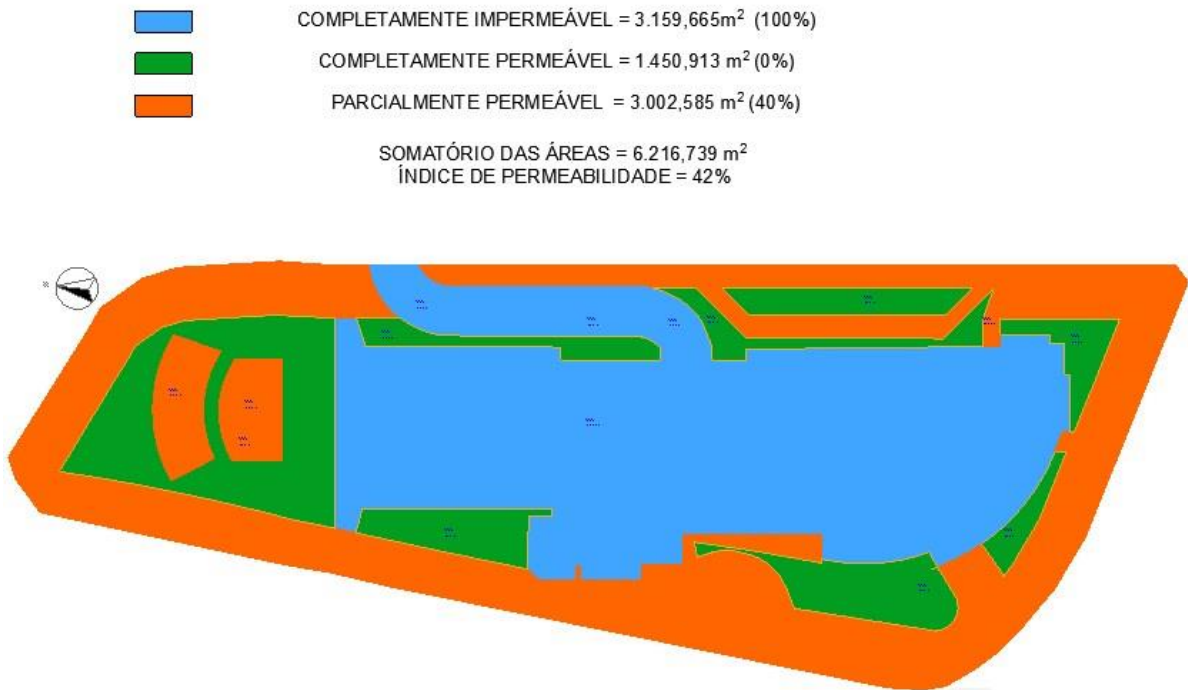 COMPLETAMENTE IMPERMEÁVEL = 3.159,665m² (100%)
COMPLETAMENTE PERMEÁVEL = 1.450,913 m² (0%)
PARCIALMENTE PERMEÁVEL = 3.002,585 m² (40%)
SOMATÓRIO DAS ÁREAS = 6.216,739 m²
ÍNDICE DE PERMEABILIDADE = 42%